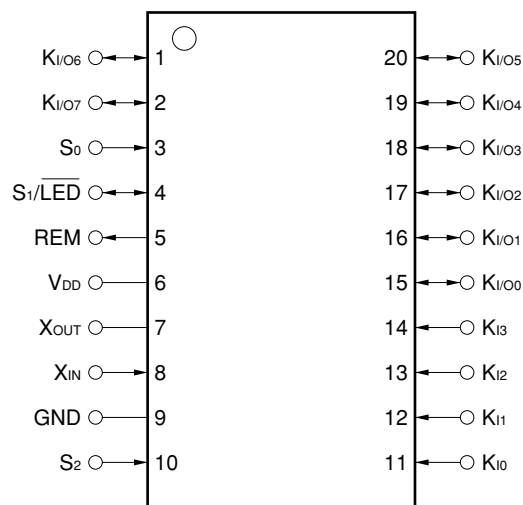 KI/O6 1 20 KI/O5
KI/O7 2 19 KI/O4
S0 3 18 KI/O3
S1/LED 4 17 KI/O2
REM 5 16 KI/O1
VDD 6 15 KI/O0
XOUT 7 14 KI3
XIN 8 13 KI2
GND 9 12 KI1
S2 10 11 KI0